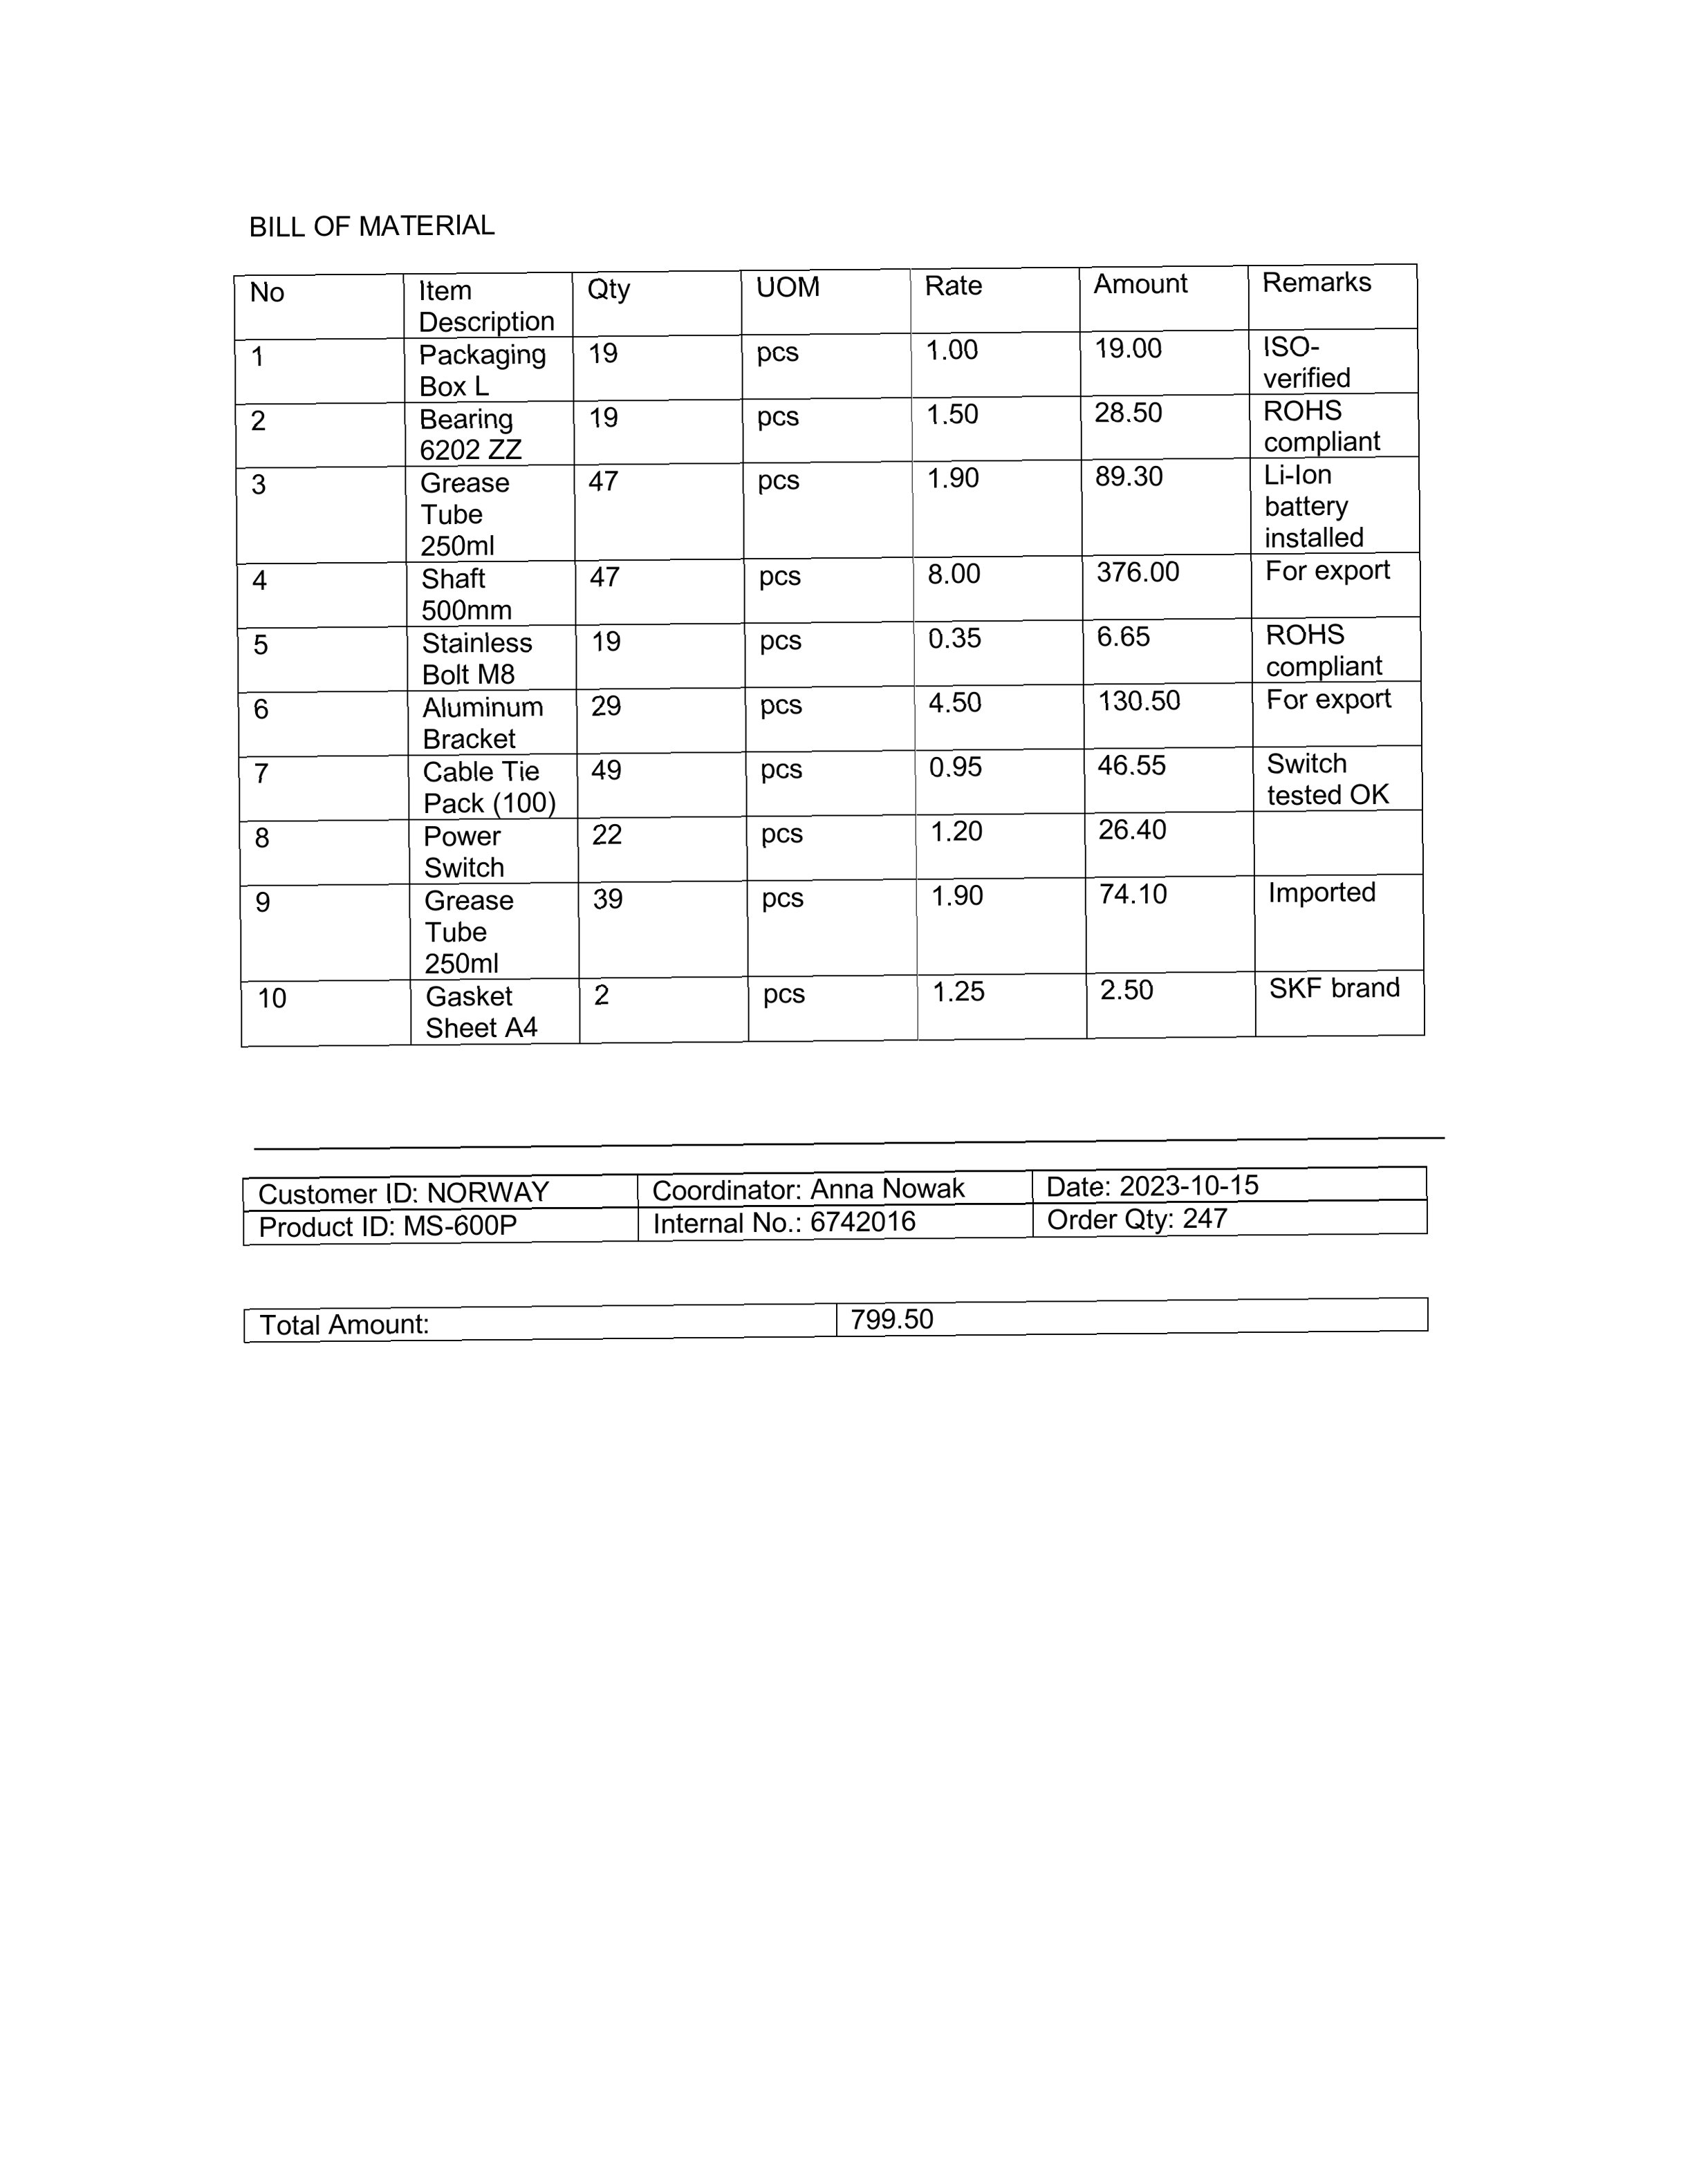 BILL OF MATERIAL
No Item Description Qty UOM Rate Amount Remarks
1 Packaging Box L 19 pcs 1.00 19.00 ISO-verified
2 Bearing 6202 ZZ 19 pcs 1.50 28.50 ROHS compliant
3 Grease Tube 250ml 47 pcs 1.90 89.30 Li-Ion battery installed
4 Shaft 500mm 47 pcs 8.00 376.00 For export
5 Stainless Bolt M8 19 pcs 0.35 6.65 ROHS compliant
6 Aluminum Bracket 29 pcs 4.50 130.50 For export
7 Cable Tie Pack (100) 49 pcs 0.95 46.55 Switch tested OK
8 Power Switch 22 pcs 1.20 26.40
9 Grease Tube 250ml 39 pcs 1.90 74.10 Imported
10 Gasket Sheet A4 2 pcs 1.25 2.50 SKF brand
Customer ID: NORWAY Coordinator: Anna Nowak Date: 2023-10-15
Product ID: MS-600P Internal No.: 6742016 Order Qty: 247
Total Amount: 799.50